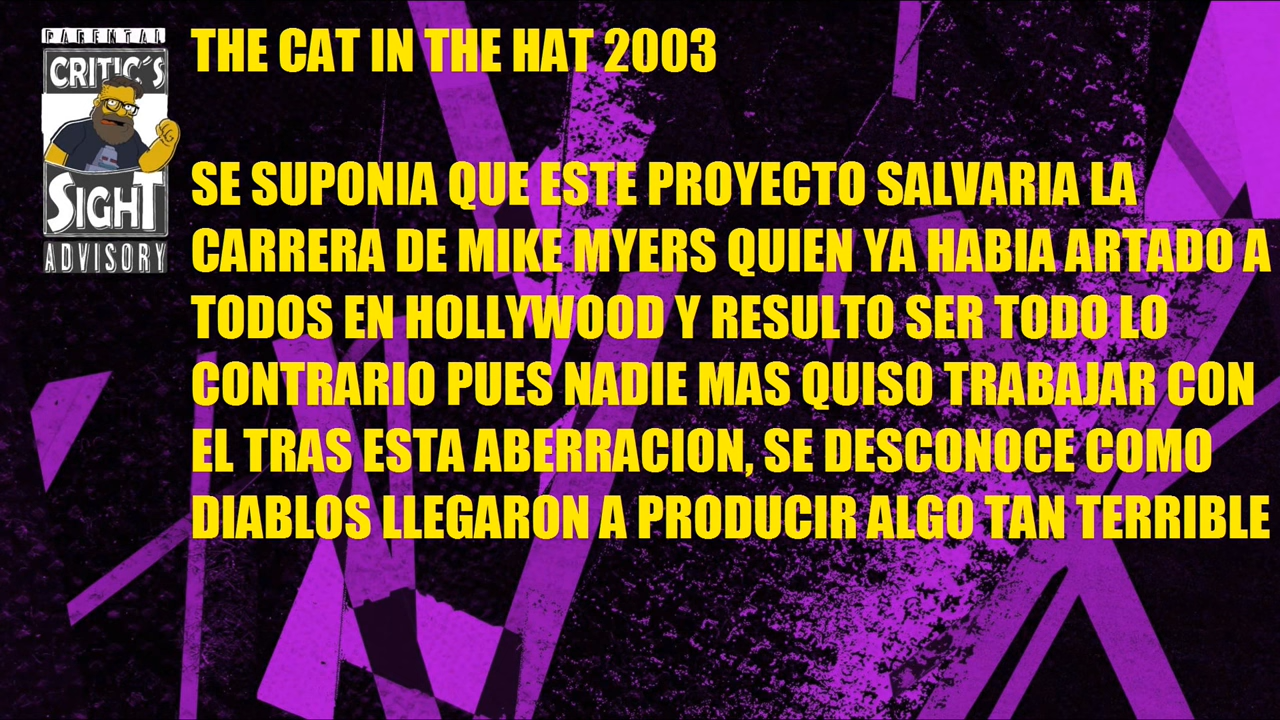 PARENTAL
CRITIC´S
SIGHT
ADVISORY
THE CAT IN THE HAT 2003
SE SUPONIA QUE ESTE PROYECTO SALVARIA LA
CARRERA DE MIKE MYERS QUIEN YA HABIA ARTADO A
TODOS EN HOLLYWOOD Y RESULTO SER TODO LO
CONTRARIO PUES NADIE MAS QUISO TRABAJAR CON
EL TRAS ESTA ABERRACION, SE DESCONOCE COMO
DIABLOS LLEGARON A PRODUCIR ALGO TAN TERRIBLE